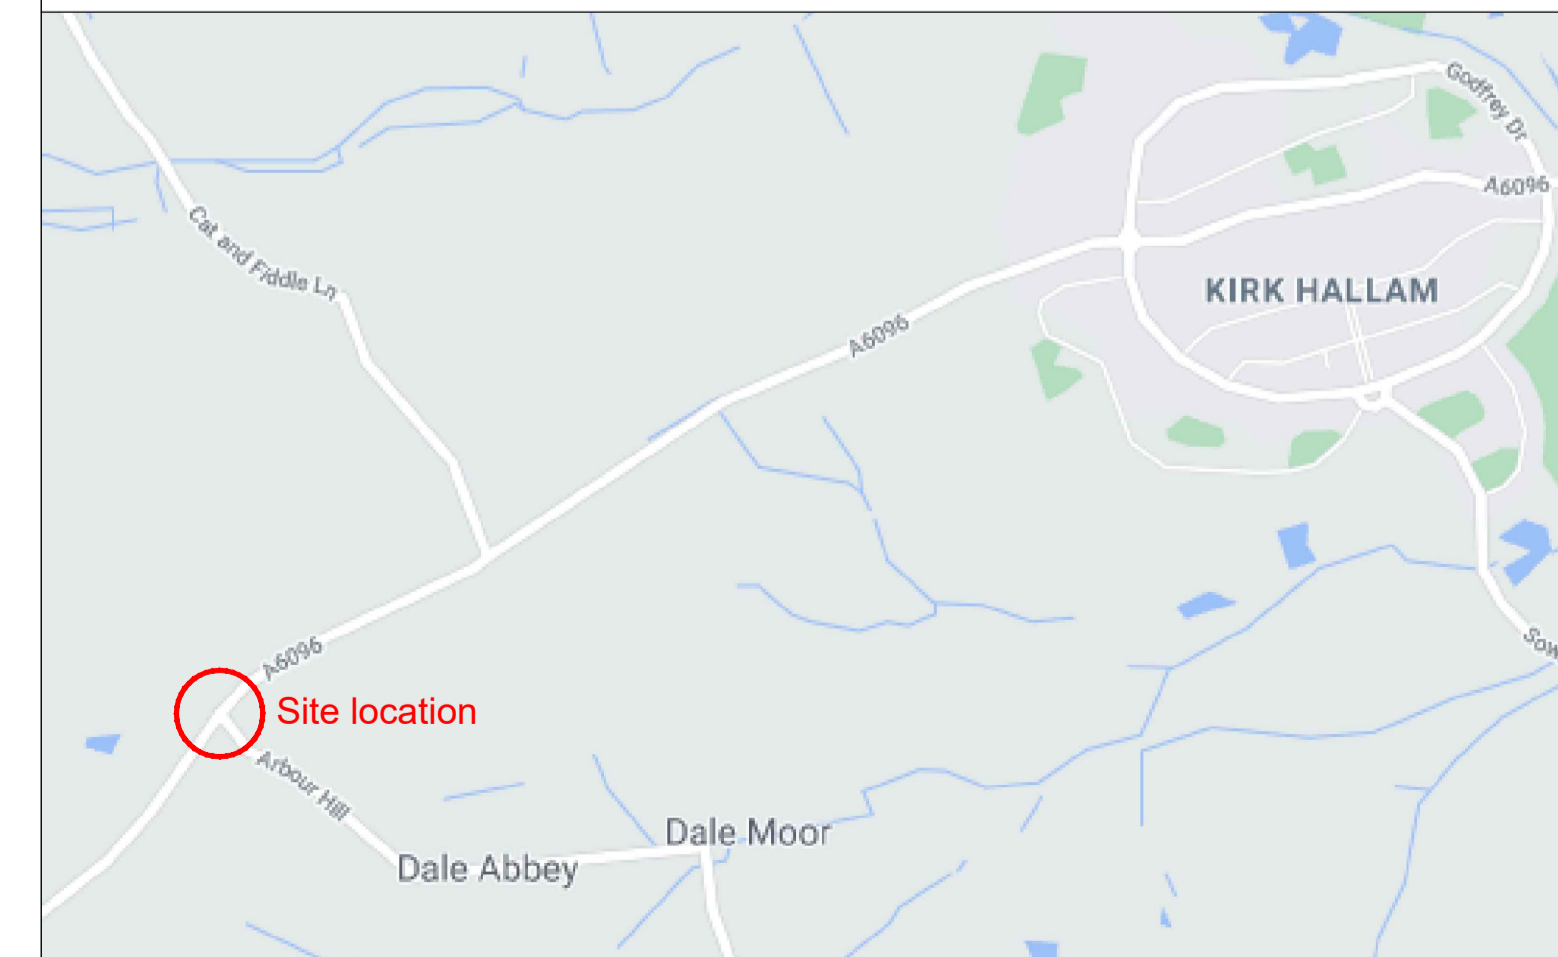 Godfrey Dr
A6096
Cat and Fiddle Ln
KIRK HALLAM
A6096
Sow
A6096
Site location
Arbour Hill
Dale Moor
Dale Abbey